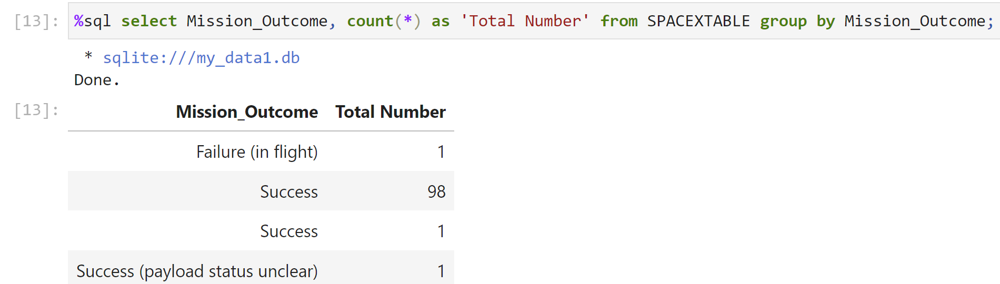 [13]: %sql select Mission_Outcome, count(*) as 'Total Number' from SPACEXTABLE group by Mission_Outcome;
* sqlite:///my_data1.db
Done.
[13]: Mission_Outcome Total Number
Failure (in flight) 1
Success 98
Success 1
Success (payload status unclear) 1